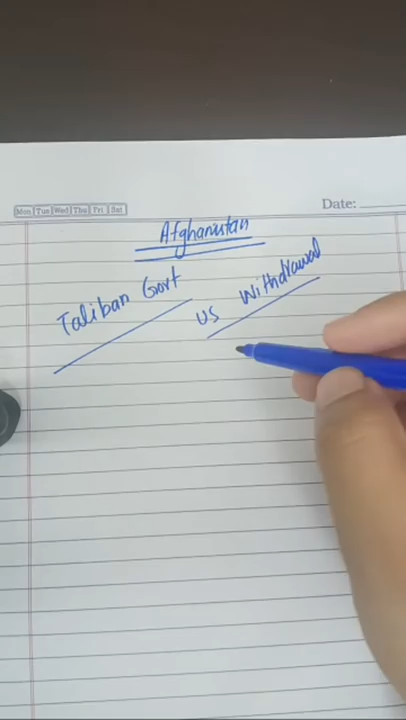 Mon Tue Wed Thu Fri Sat
Date:
Afghanistan
Taliban Govt
US Withdrawal